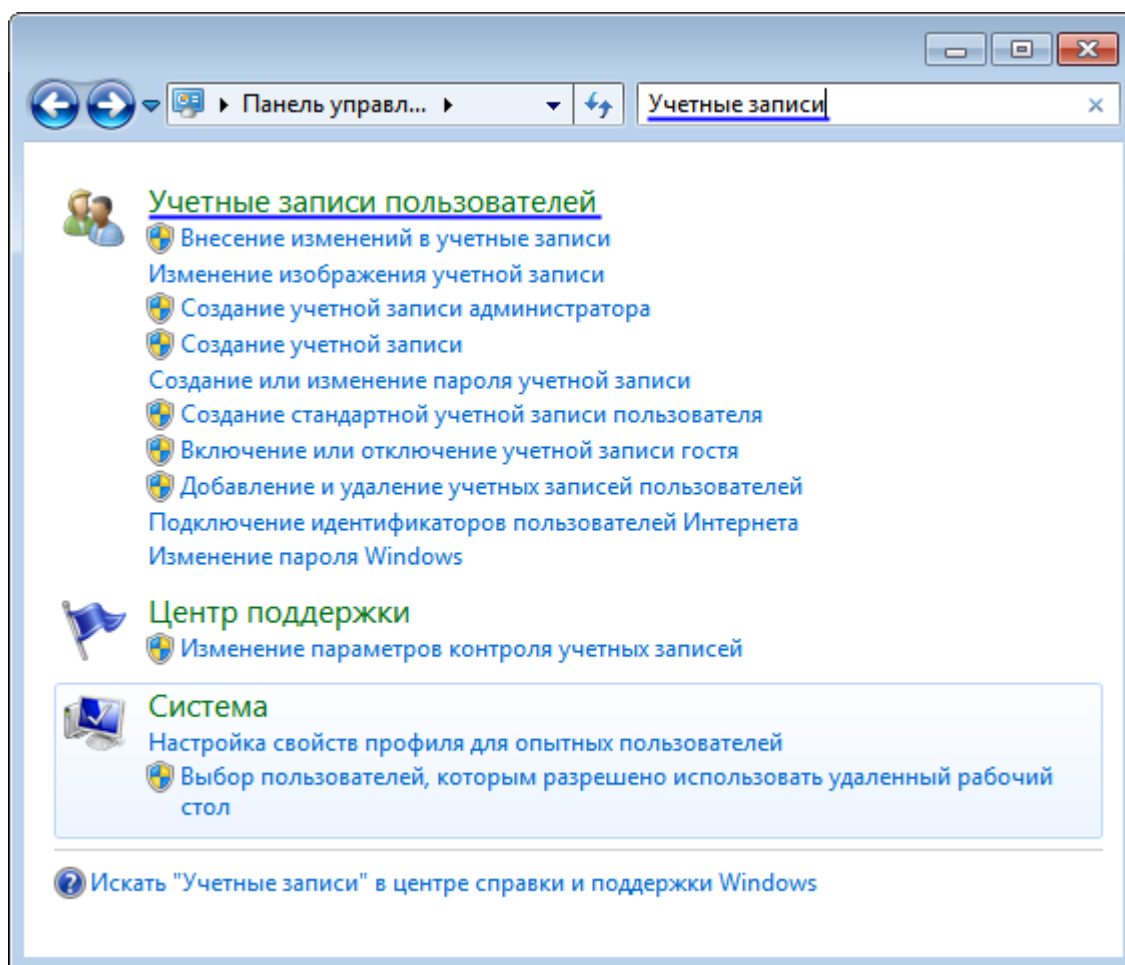 Панель управл...
Учетные записи
Учетные записи пользователей
Внесение изменений в учетные записи
Изменение изображения учетной записи
Создание учетной записи администратора
Создание учетной записи
Создание или изменение пароля учетной записи
Создание стандартной учетной записи пользователя
Включение или отключение учетной записи гостя
Добавление и удаление учетных записей пользователей
Подключение идентификаторов пользователей Интернета
Изменение пароля Windows
Центр поддержки
Изменение параметров контроля учетных записей
Система
Настройка свойств профиля для опытных пользователей
Выбор пользователей, которым разрешено использовать удаленный рабочий
стол
Искать "Учетные записи" в центре справки и поддержки Windows